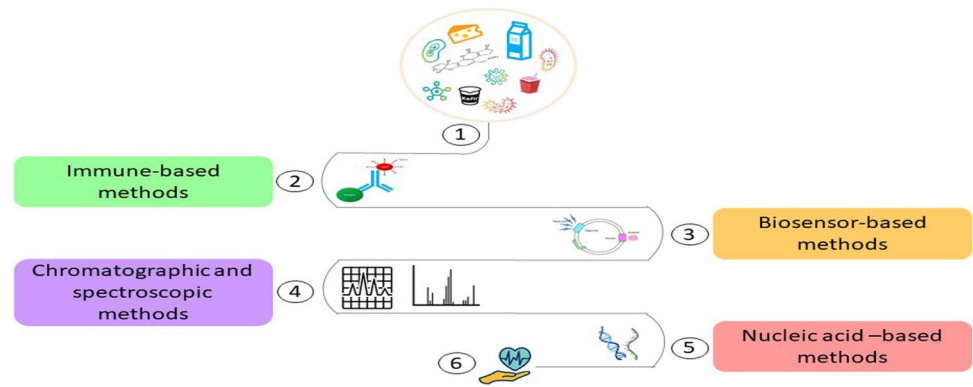 Kefir
1
Immune-based
methods
2
3
Biosensor-based
methods
Chromatographic and
spectroscopic
methods
4
5
Nucleic acid –based
methods
6